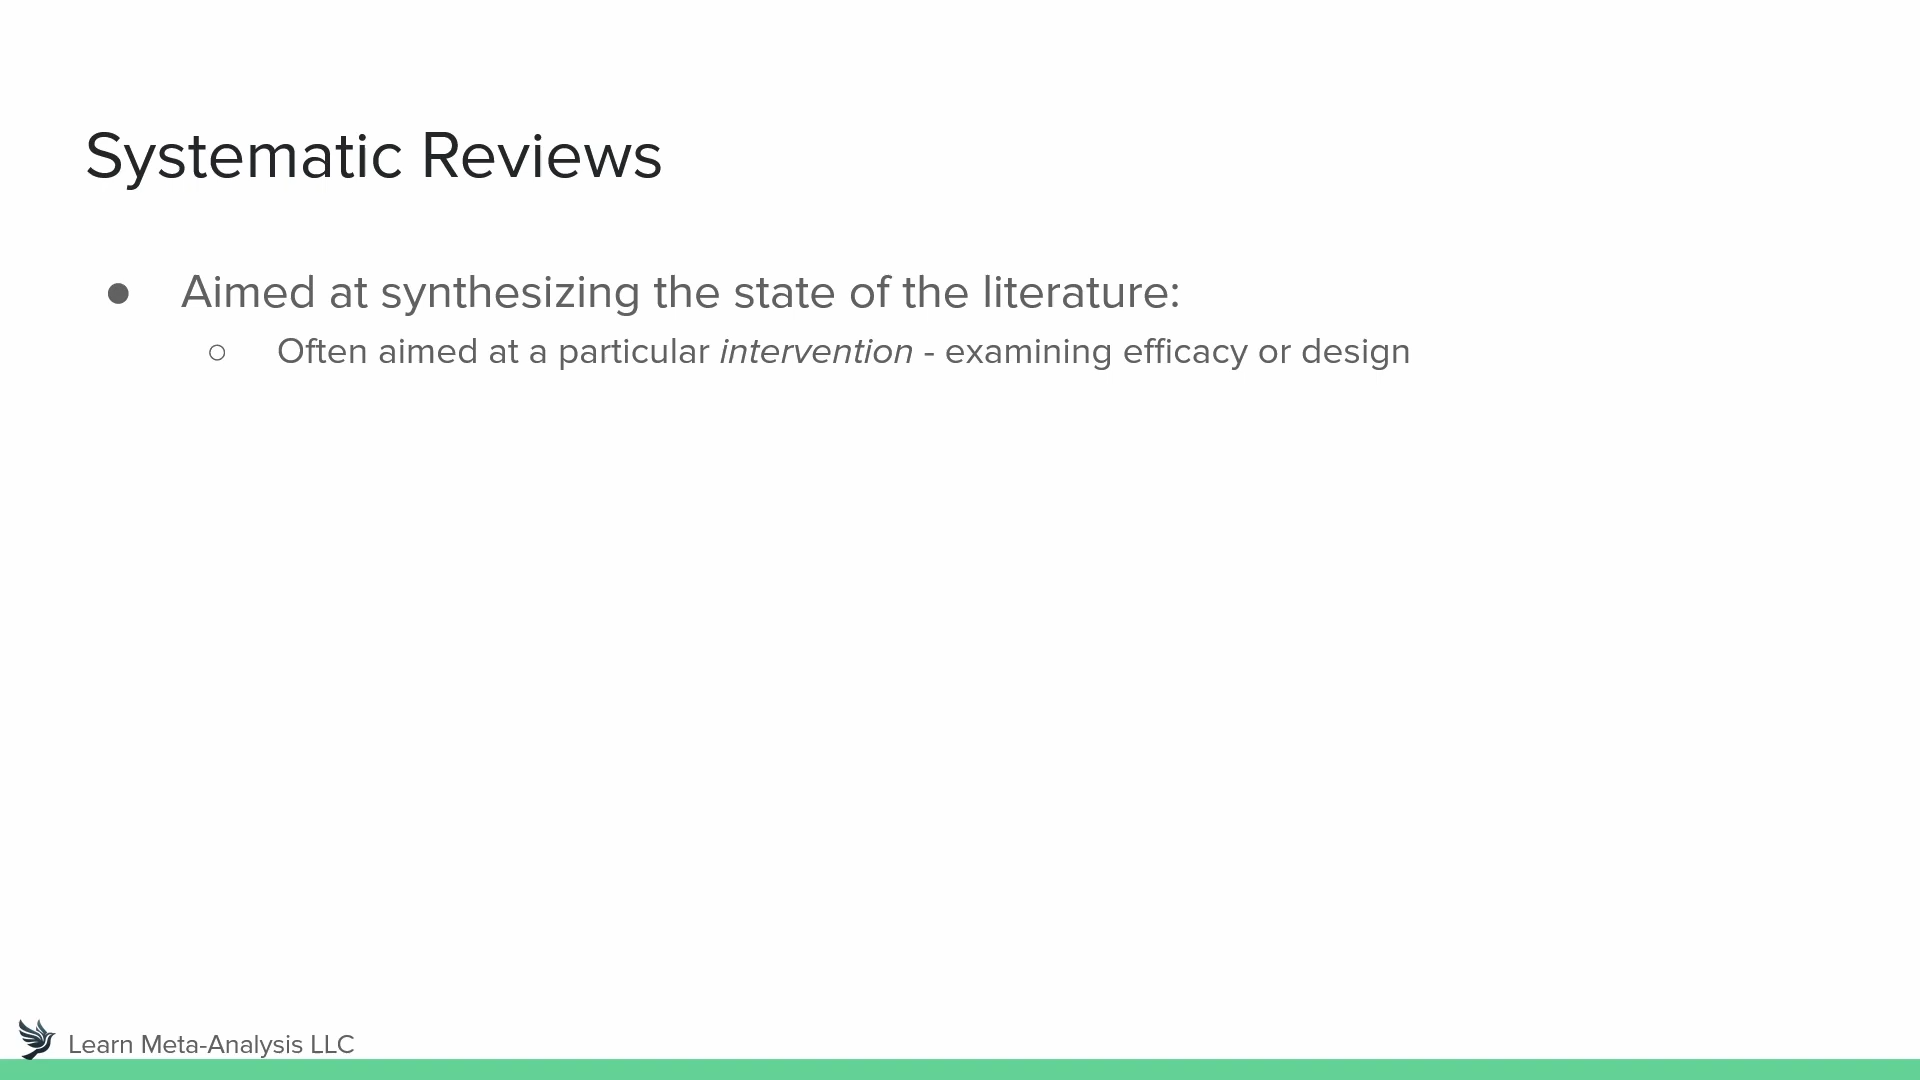 Systematic Reviews
● Aimed at synthesizing the state of the literature:
○ Often aimed at a particular intervention - examining efficacy or design
Learn Meta-Analysis LLC